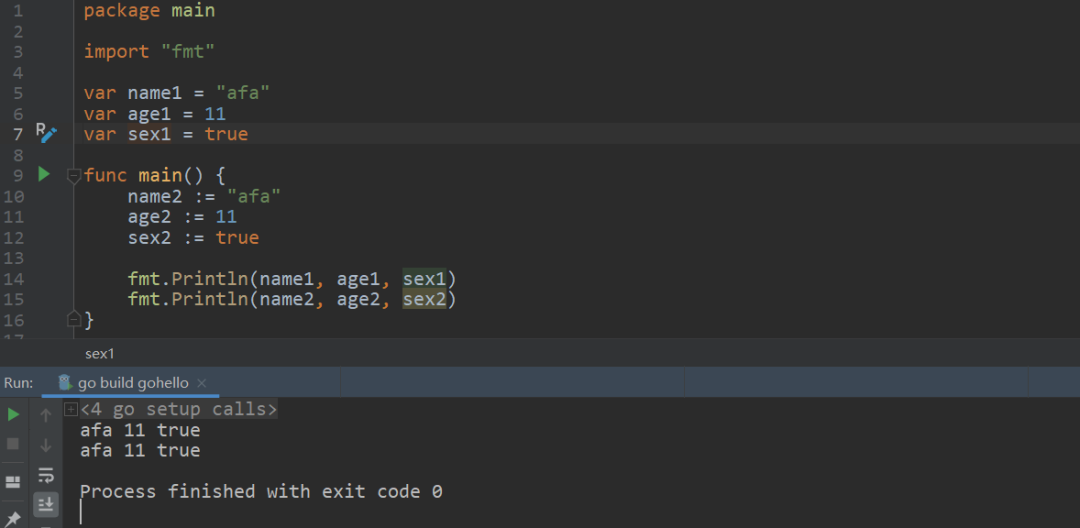 1 package main
2
3 import "fmt"
4
5 var name1 = "afa"
6 var age1 = 11
7 var sex1 = true
8
9 func main() {
10 name2 := "afa"
11 age2 := 11
12 sex2 := true
13
14 fmt.Println(name1, age1, sex1)
15 fmt.Println(name2, age2, sex2)
16 }
17
sex1
Run: go build gohello ×
<4 go setup calls>
afa 11 true
afa 11 true
Process finished with exit code 0